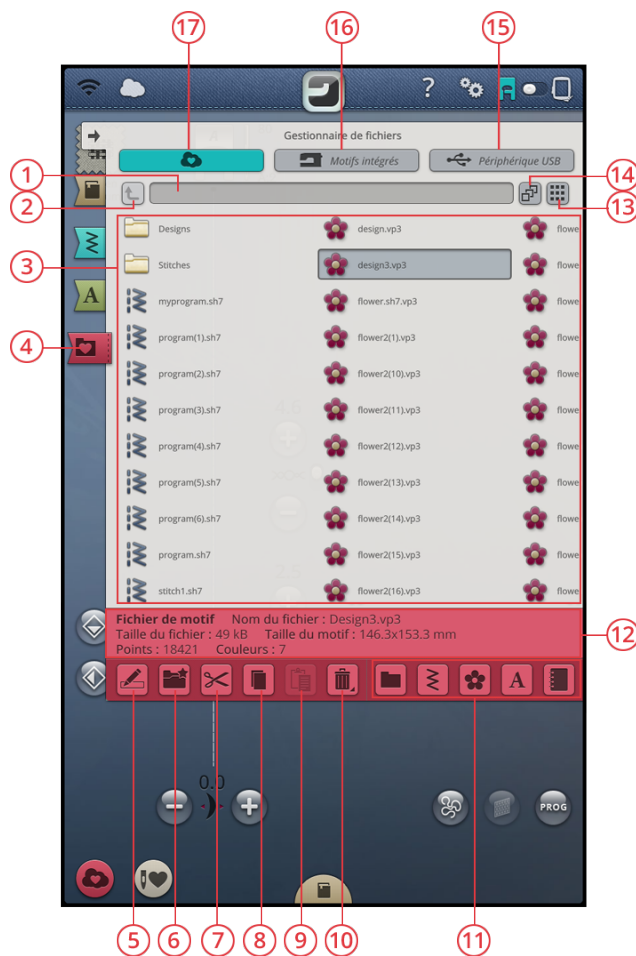 17
16
15
?
Gestionnaire de fichiers
Motifs intégrés
Périphérique USB
1
2
14
13
3
4
A
Designs
design.vp3
flowe
Stitches
design3.vp3
flowe
myprogram.sh7
flower.sh7.vp3
flowe
program(1).sh7
flower2(1).vp3
flowe
program(2).sh7
flower2(10).vp3
flowe
program(3).sh7
flower2(11).vp3
flowe
program(4).sh7
flower2(12).vp3
flowe
program(5).sh7
flower2(13).vp3
flowe
program(6).sh7
flower2(14).vp3
flowe
program.sh7
flower2(15).vp3
flowe
stitch1.sh7
flower2(16).vp3
flowe
Fichier de motif Nom du fichier : Design3.vp3
Taille du fichier : 49 kB Taille du motif : 146.3x153.3 mm
Points : 18421 Couleurs : 7
12
A
0.0
PROG
5
6
7
8
9
10
11